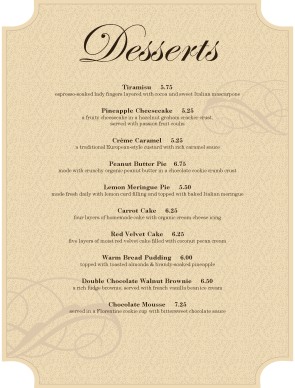 Desserts
Tiramisu 5.75
espresso-soaked lady fingers layered with cocoa and sweet Italian mascarpone
Pineapple Cheesecake 5.25
a fruity cheesecake in a hazelnut graham cracker crust,
served with passion fruit coulis
Crème Caramel 5.25
a traditional European-style custard with rich caramel sauce
Peanut Butter Pie 6.75
made with crunchy organic peanut butter in a chocolate cookie crumb crust
Lemon Meringue Pie 5.50
made fresh daily with lemon curd filling and topped with baked Italian meringue
Carrot Cake 6.25
four layers of homemade cake with organic cream cheese icing
Red Velvet Cake 6.25
five layers of moist red velvet cake filled with coconut pecan cream
Warm Bread Pudding 6.00
topped with toasted almonds & brandy-soaked pineapple
Double Chocolate Walnut Brownie 6.50
a rich fudge brownie, served with french vanilla bean ice cream
Chocolate Mousse 7.25
served in a Florentine cookie cup with bittersweet chocolate sauce